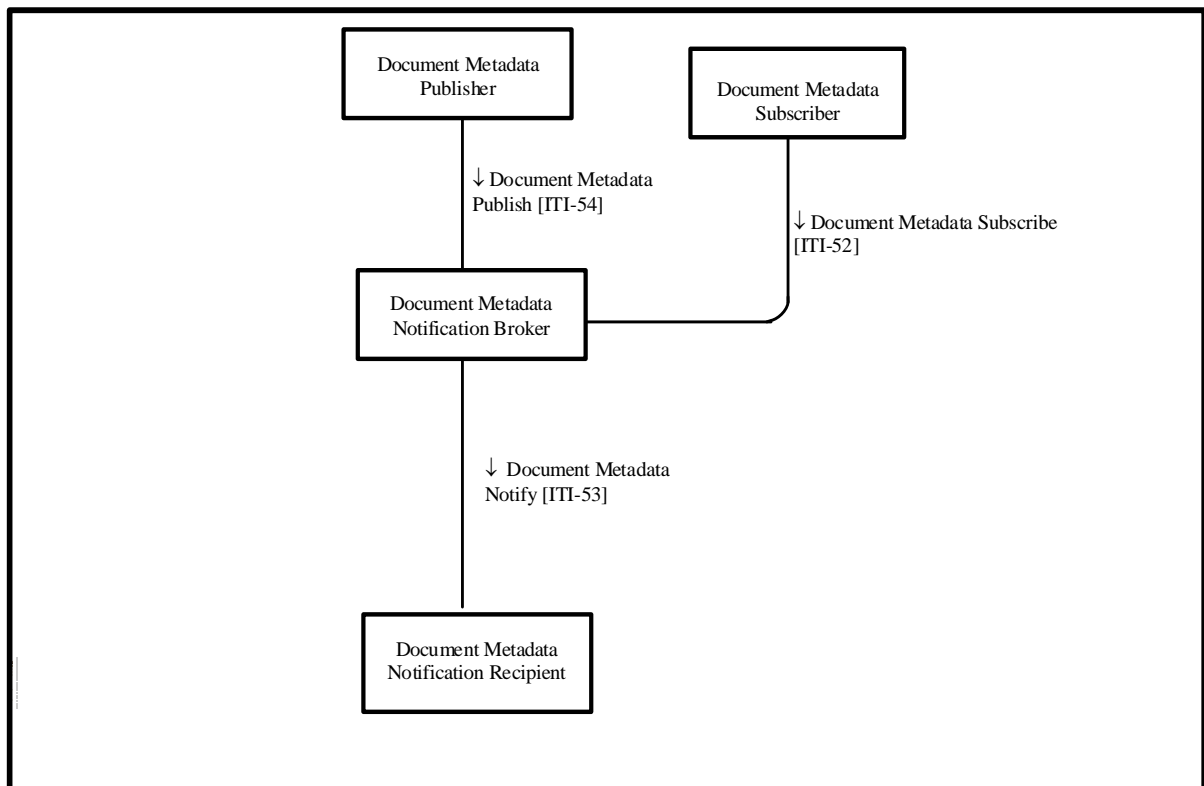 Document Metadata
Publisher
Document Metadata
Subscriber
↓ Document Metadata
Publish [ITI-54]
↓ Document Metadata Subscribe
[ITI-52]
Document Metadata
Notification Broker
↓ Document Metadata
Notify [ITI-53]
Document Metadata
Notification Recipient